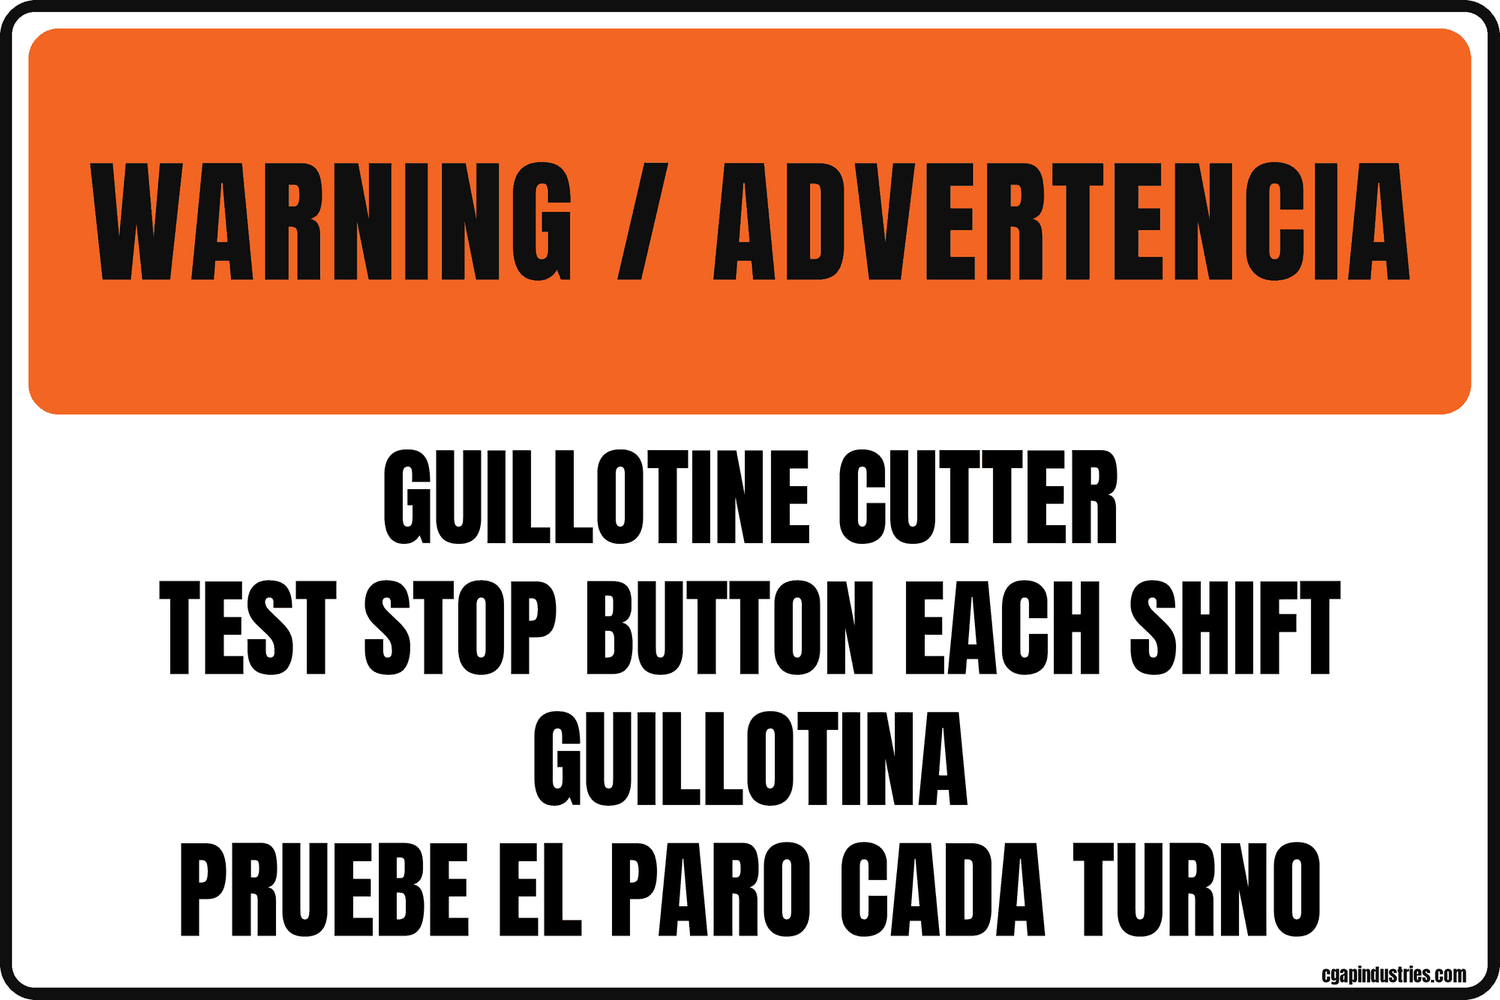 WARNING / ADVERTENCIA
GUILLOTINE CUTTER
TEST STOP BUTTON EACH SHIFT
GUILLOTINA
PRUEBE EL PARO CADA TURNO
cgapindustries.com